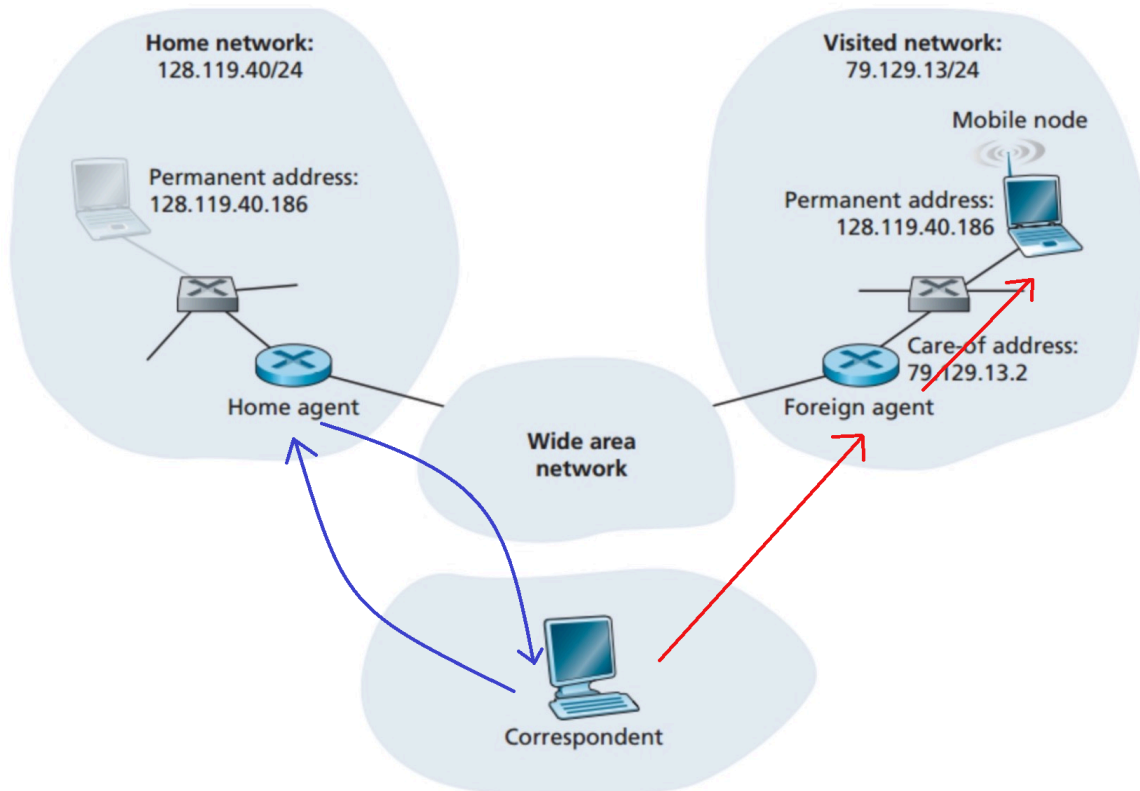 Home network:
128.119.40/24
Visited network:
79.129.13/24
Mobile node
Permanent address:
128.119.40.186
Permanent address:
128.119.40.186
Care-of address:
79.129.13.2
Home agent
Foreign agent
Wide area
network
Correspondent